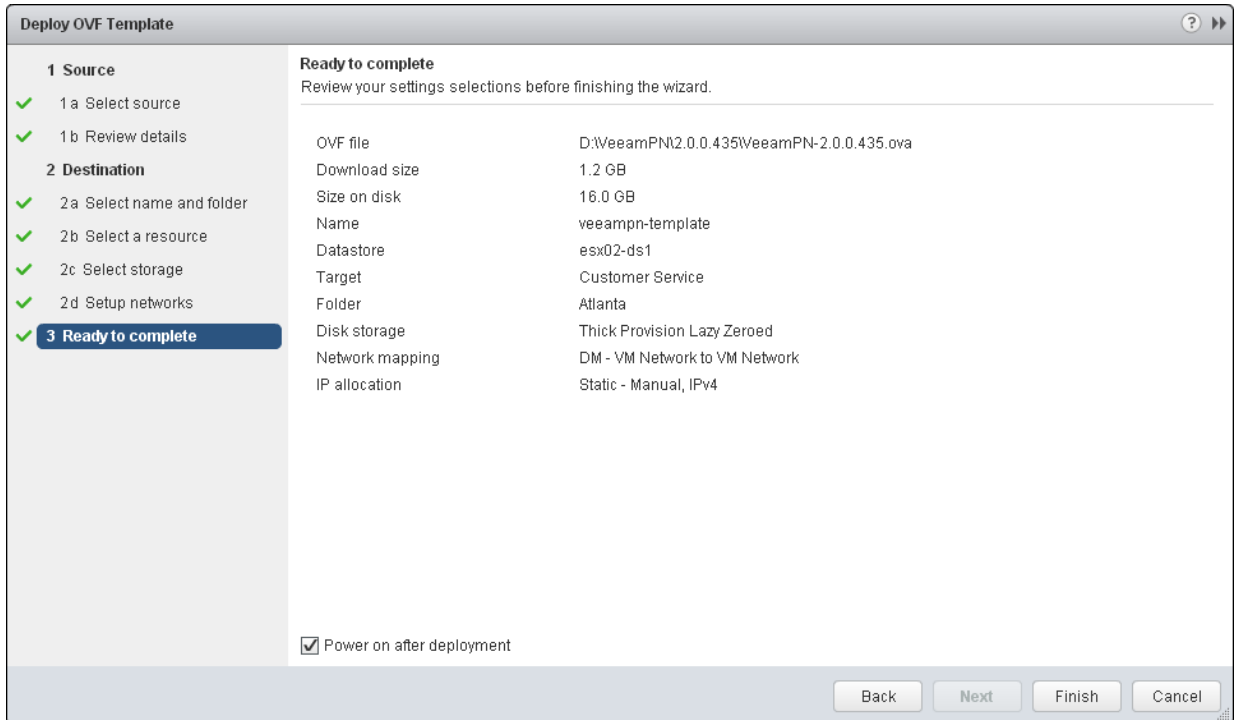 Deploy OVF Template
?
1 Source
1a Select source
1b Review details
2 Destination
2a Select name and folder
2b Select a resource
2c Select storage
2d Setup networks
3 Ready to complete
Ready to complete
Review your settings selections before finishing the wizard.
OVF file D:\VeeamPN\2.0.0.435\VeeamPN-2.0.0.435.ova
Download size 1.2 GB
Size on disk 16.0 GB
Name veeampn-template
Datastore esx02-ds1
Target Customer Service
Folder Atlanta
Disk storage Thick Provision Lazy Zeroed
Network mapping DM - VM Network to VM Network
IP allocation Static - Manual, IPv4
Power on after deployment
Back Next Finish Cancel